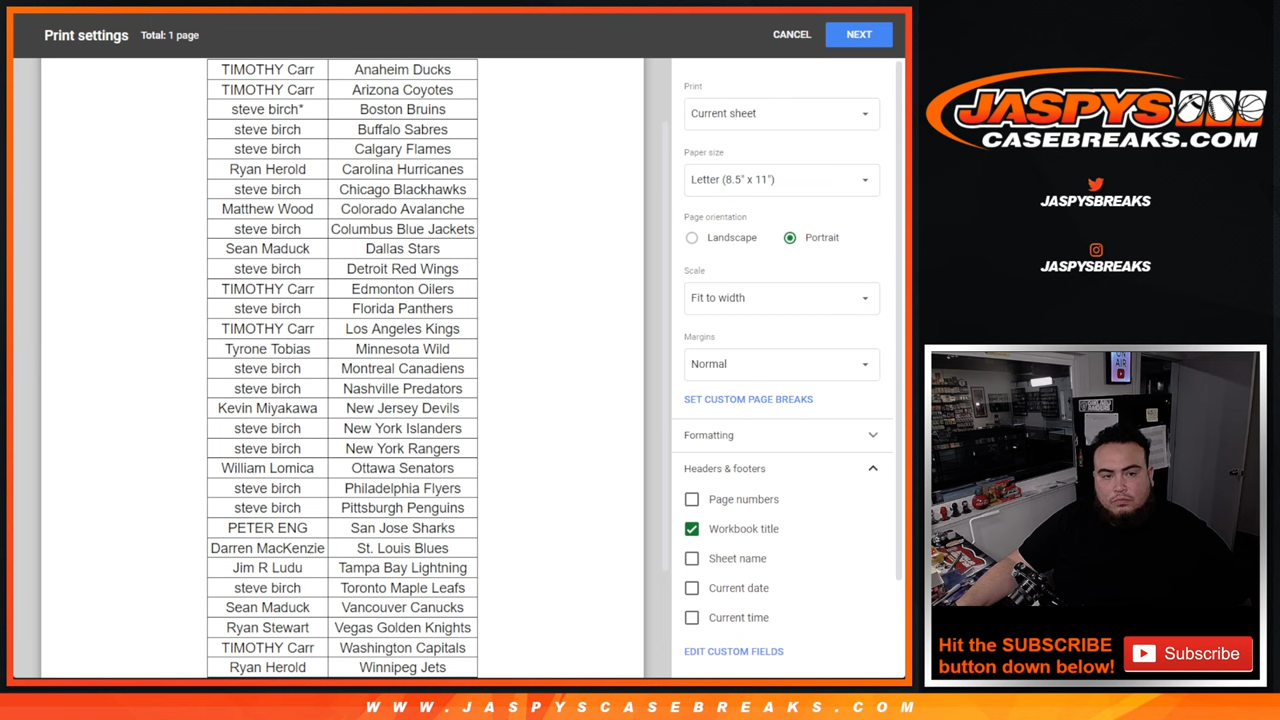 Print settings Total: 1 page CANCEL NEXT
TIMOTHY Carr Anaheim Ducks
TIMOTHY Carr Arizona Coyotes
steve birch* Boston Bruins
steve birch Buffalo Sabres
steve birch Calgary Flames
Ryan Herold Carolina Hurricanes
steve birch Chicago Blackhawks
Matthew Wood Colorado Avalanche
steve birch Columbus Blue Jackets
Sean Maduck Dallas Stars
steve birch Detroit Red Wings
TIMOTHY Carr Edmonton Oilers
steve birch Florida Panthers
TIMOTHY Carr Los Angeles Kings
Tyrone Tobias Minnesota Wild
steve birch Montreal Canadiens
steve birch Nashville Predators
Kevin Miyakawa New Jersey Devils
steve birch New York Islanders
steve birch New York Rangers
William Lomica Ottawa Senators
steve birch Philadelphia Flyers
steve birch Pittsburgh Penguins
PETER ENG San Jose Sharks
Darren MacKenzie St. Louis Blues
Jim R Ludu Tampa Bay Lightning
steve birch Toronto Maple Leafs
Sean Maduck Vancouver Canucks
Ryan Stewart Vegas Golden Knights
TIMOTHY Carr Washington Capitals
Ryan Herold Winnipeg Jets
Print
Current sheet
Paper size
Letter (8.5" x 11")
Page orientation
Landscape Portrait
Scale
Fit to width
Margins
Normal
SET CUSTOM PAGE BREAKS
Formatting
Headers & footers
Page numbers
Workbook title
Sheet name
Current date
Current time
EDIT CUSTOM FIELDS
JASPYS
CASEBREAKS.COM
JASPYSBREAKS
JASPYSBREAKS
ON
AIR
Hit the SUBSCRIBE
button down below!
Subscribe
WWW.JASPYSCASEBREAKS.COM